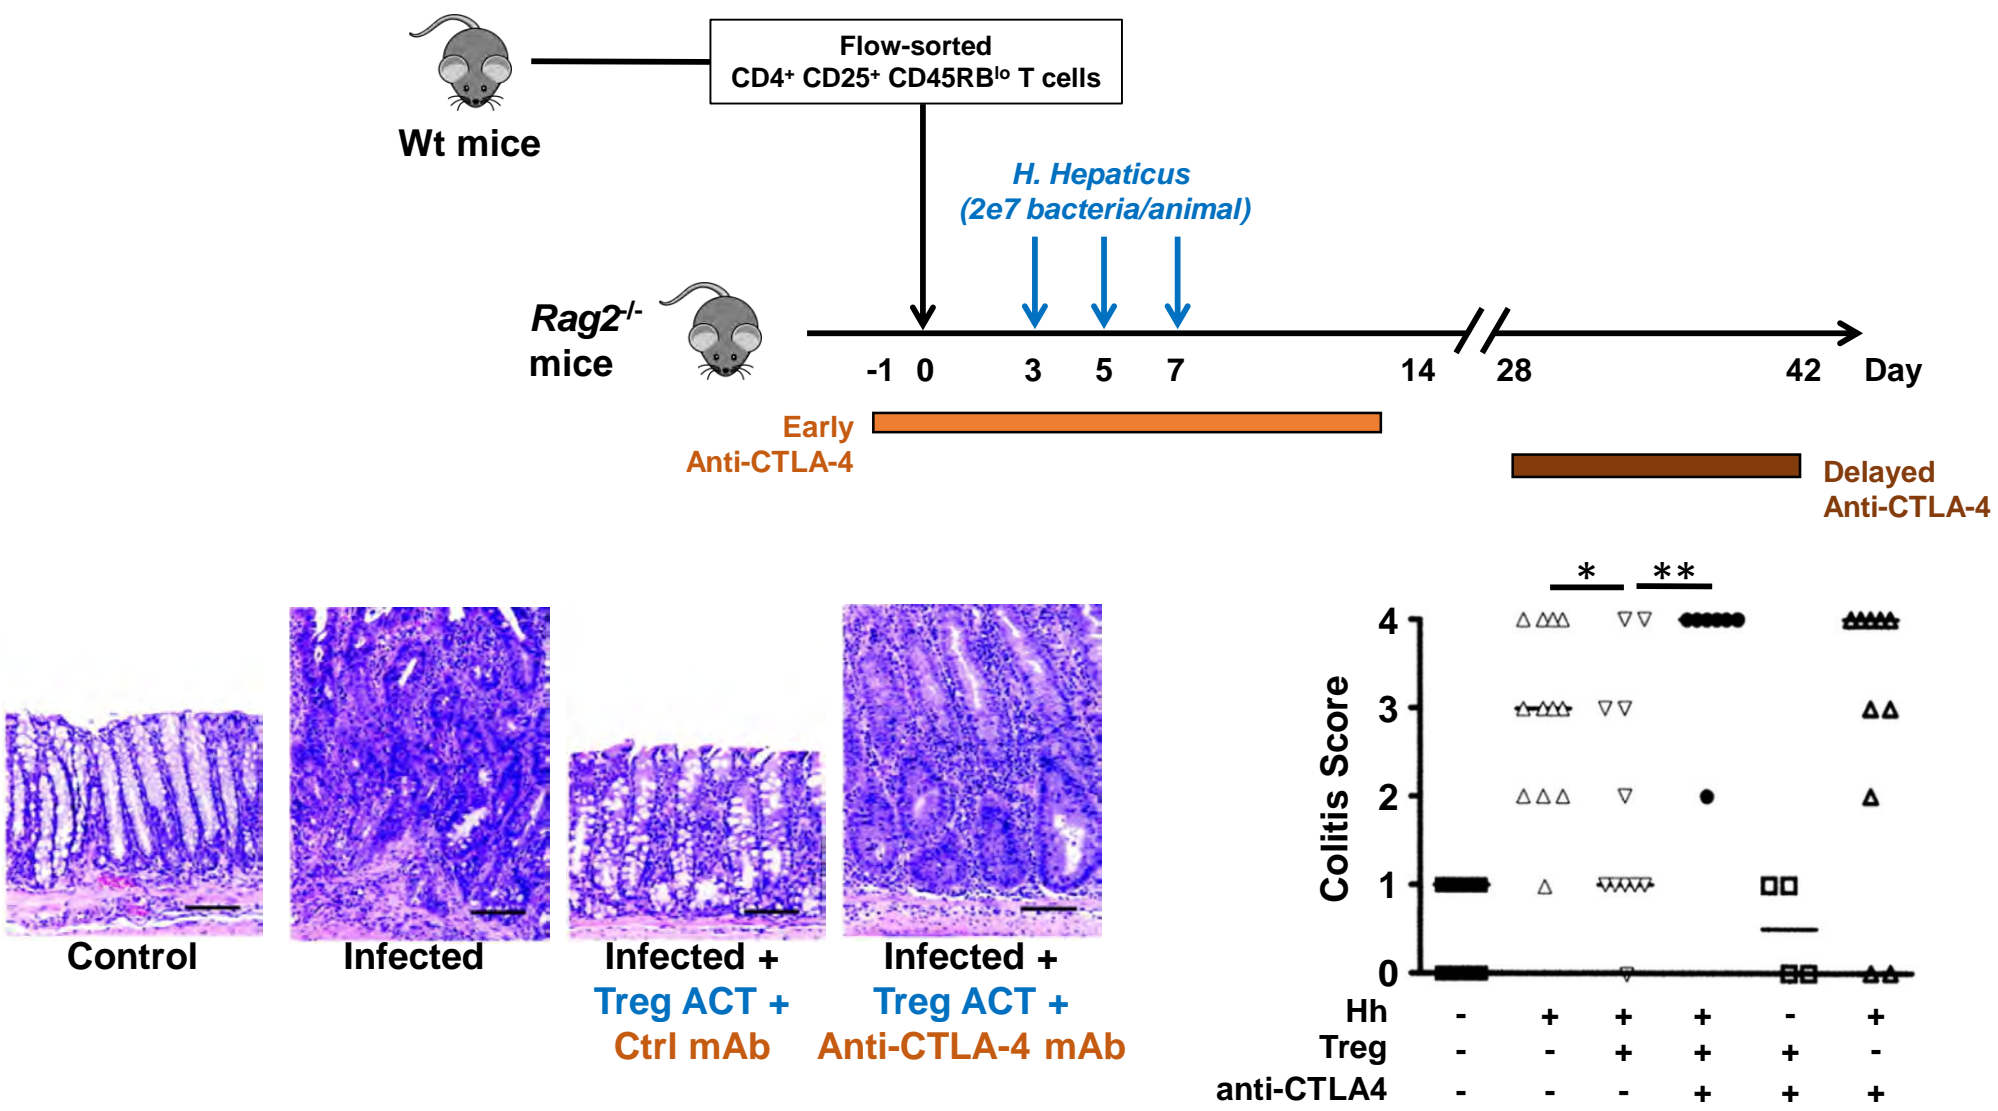 Flow-sorted
CD4⁺ CD25⁺ CD45RBˡᵒ T cells
Wt mice
H. Hepaticus
(2e7 bacteria/animal)
Rag2⁻/⁻
mice
-1 0 3 5 7 14 28 42 Day
Early
Anti-CTLA-4
Delayed
Anti-CTLA-4
Control
Infected
Infected +
Treg ACT +
Ctrl mAb
Infected +
Treg ACT +
Anti-CTLA-4 mAb
* **
Colitis Score
4
3
2
1
0
Hh - + + + - +
Treg - - + + + -
anti-CTLA4 - - - + + +